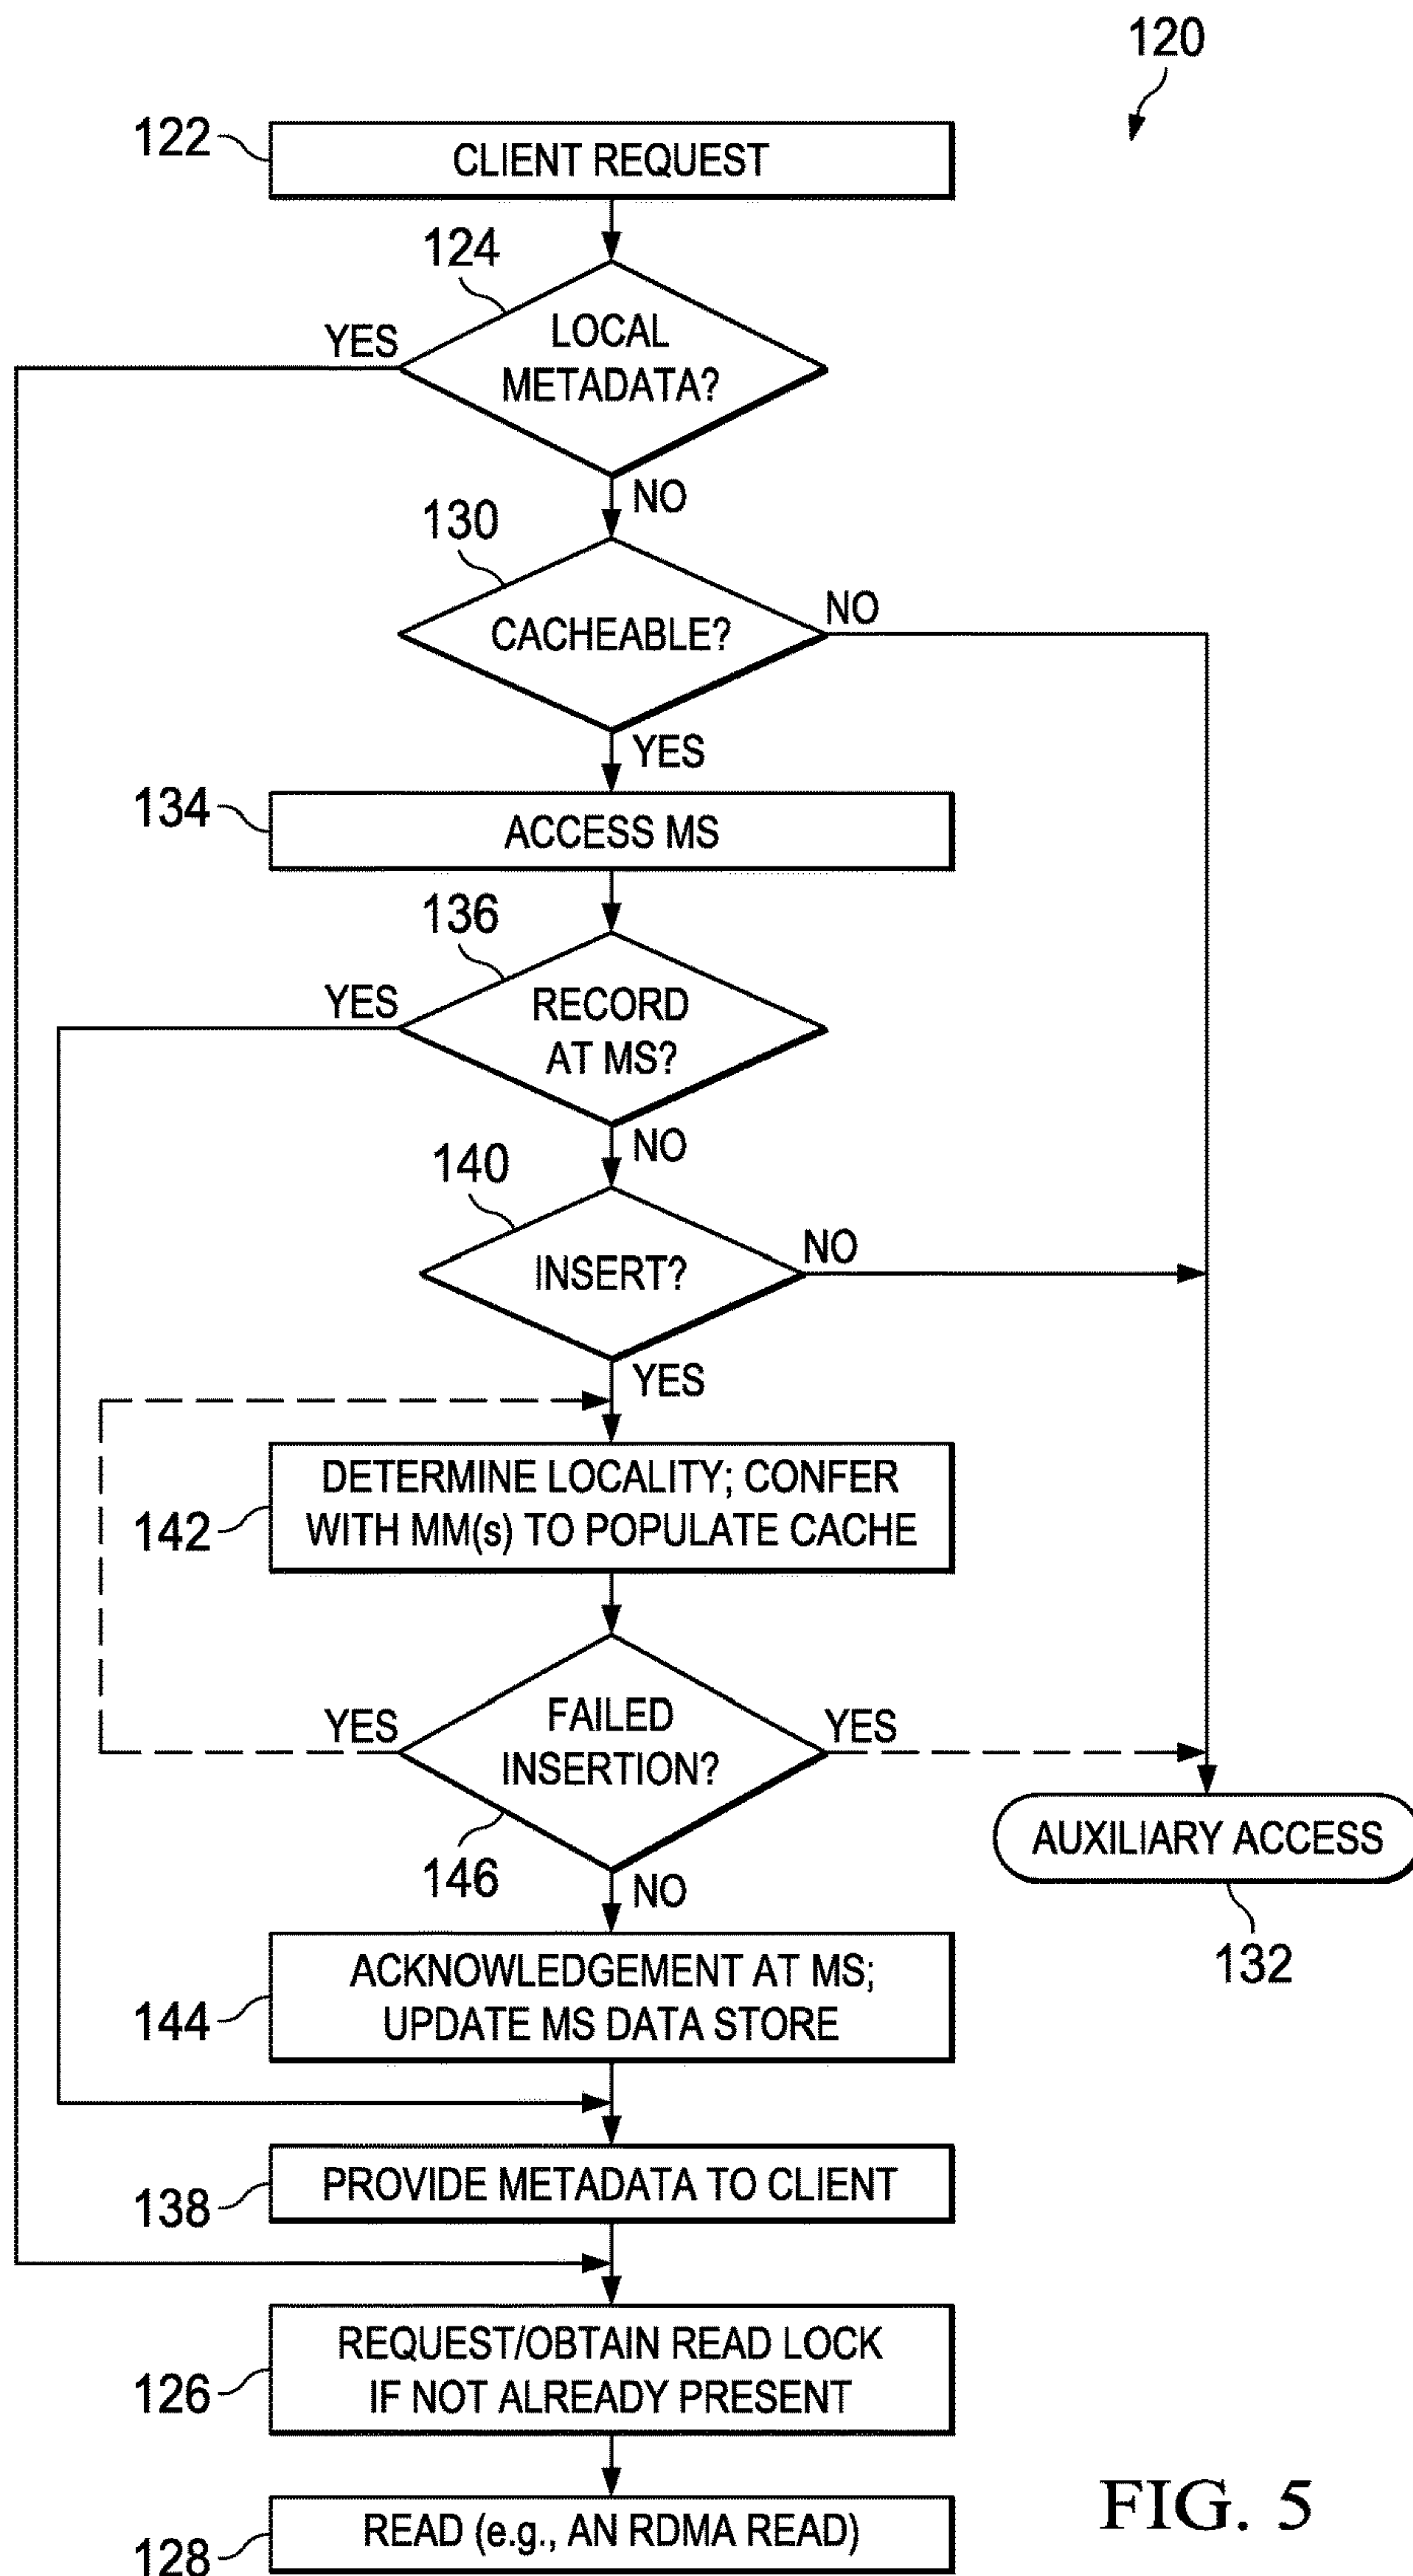 120
122
CLIENT REQUEST
124
YES
LOCAL
METADATA?
NO
130
CACHEABLE?
NO
YES
134
ACCESS MS
136
YES
RECORD
AT MS?
NO
140
INSERT?
NO
YES
DETERMINE LOCALITY; CONFER
WITH MM(s) TO POPULATE CACHE
142
YES
FAILED
INSERTION?
YES
146
NO
AUXILIARY ACCESS
132
ACKNOWLEDGEMENT AT MS;
UPDATE MS DATA STORE
144
PROVIDE METADATA TO CLIENT
138
REQUEST/OBTAIN READ LOCK
IF NOT ALREADY PRESENT
126
READ (e.g., AN RDMA READ)
128
FIG. 5